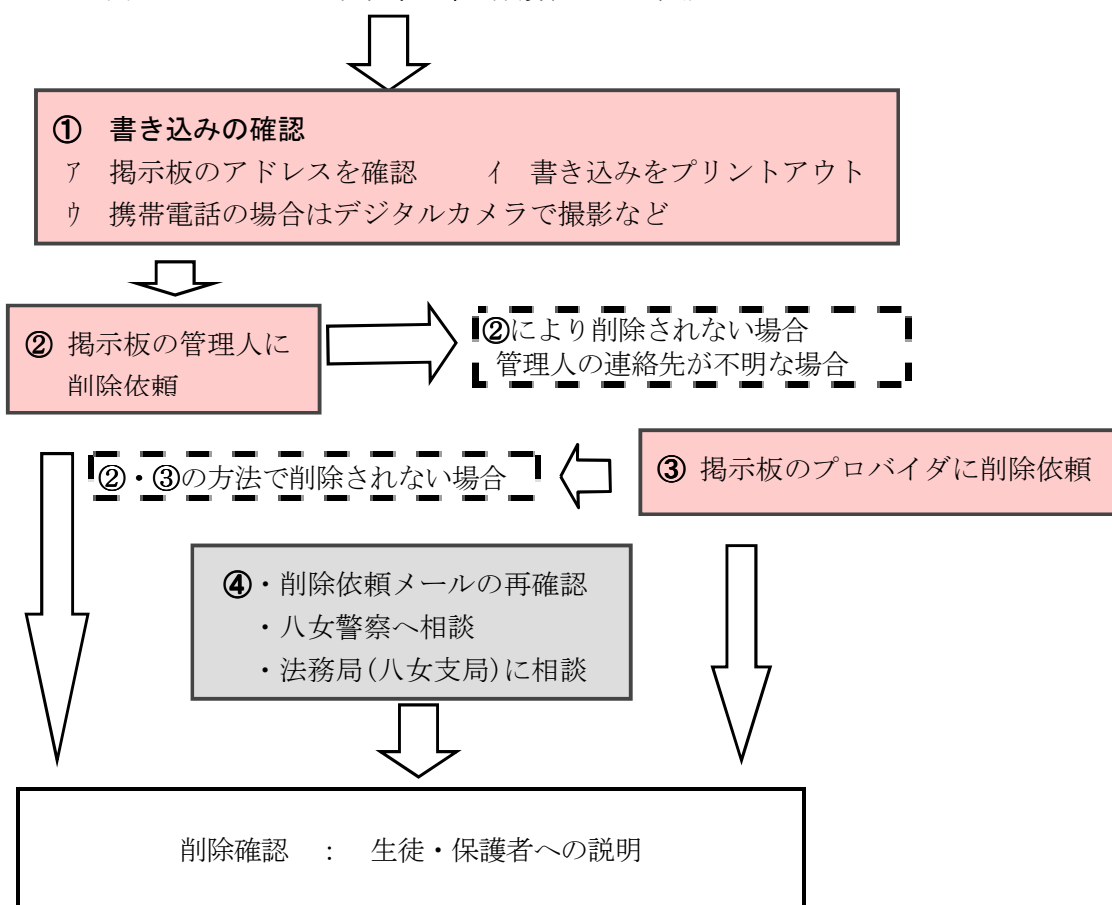 ① 書き込みの確認
ア 掲示板のアドレスを確認 イ 書き込みをプリントアウト
ウ 携帯電話の場合はデジタルカメラで撮影など
② 掲示板の管理人に
削除依頼
②により削除されない場合
管理人の連絡先が不明な場合
③ 掲示板のプロバイダに削除依頼
②・③の方法で削除されない場合
④・削除依頼メールの再確認
・八女警察へ相談
・法務局(八女支局)に相談
削除確認 : 生徒・保護者への説明